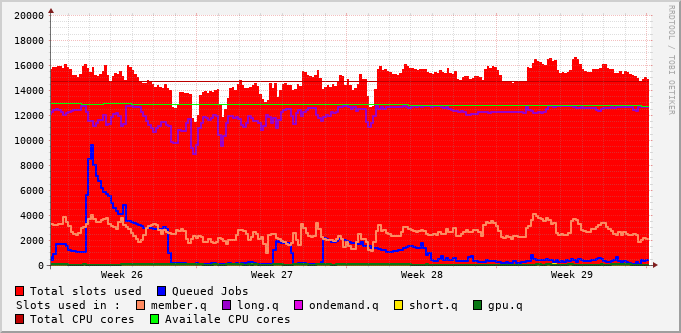 20000
18000
16000
14000
12000
10000
8000
6000
4000
2000
0
Week 26 Week 27 Week 28 Week 29
Total slots used Queued Jobs
Slots used in : member.q long.q ondemand.q short.q gpu.q
Total CPU cores Availale CPU cores
RRDTOOL / TOBI OETIKER